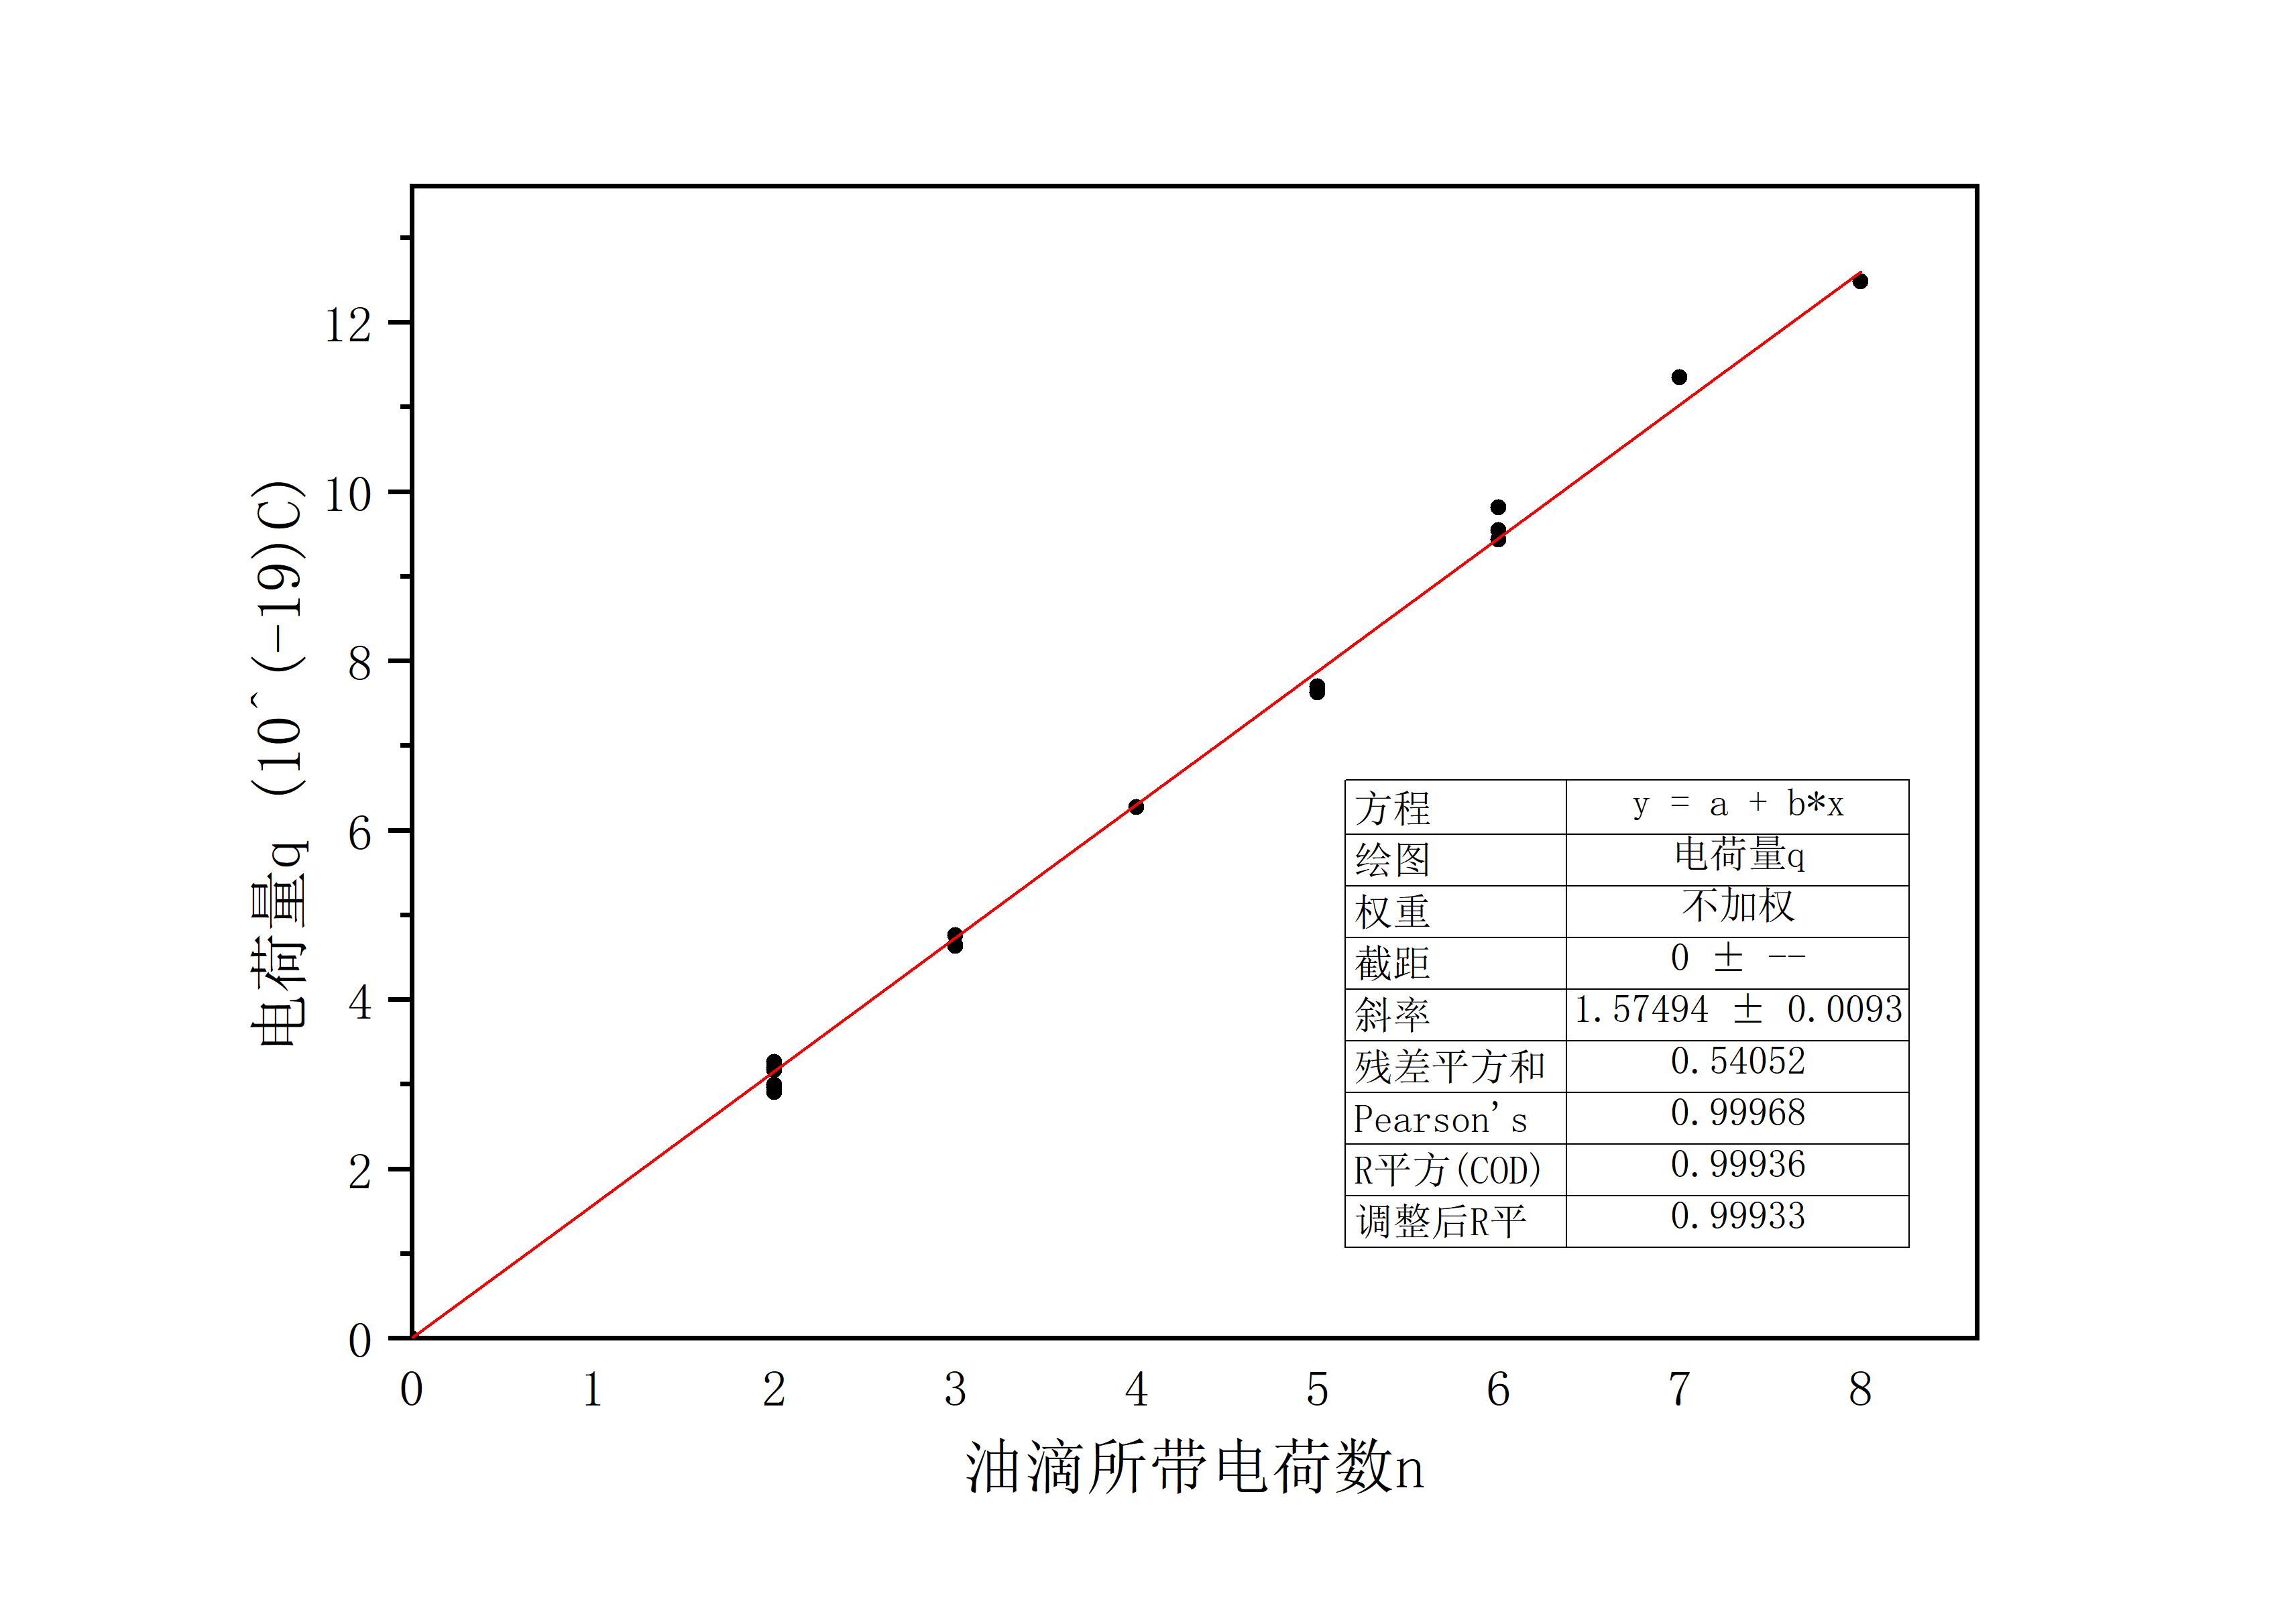 12
10
8
6
4
2
0
电荷量q (10^(-19)C)
0 1 2 3 4 5 6 7 8
油滴所带电荷数n
方程 y = a + b*x
绘图 电荷量q
权重 不加权
截距 0 ± --
斜率 1.57494 ± 0.0093
残差平方和 0.54052
Pearson's 0.99968
R平方(COD) 0.99936
调整后R平 0.99933